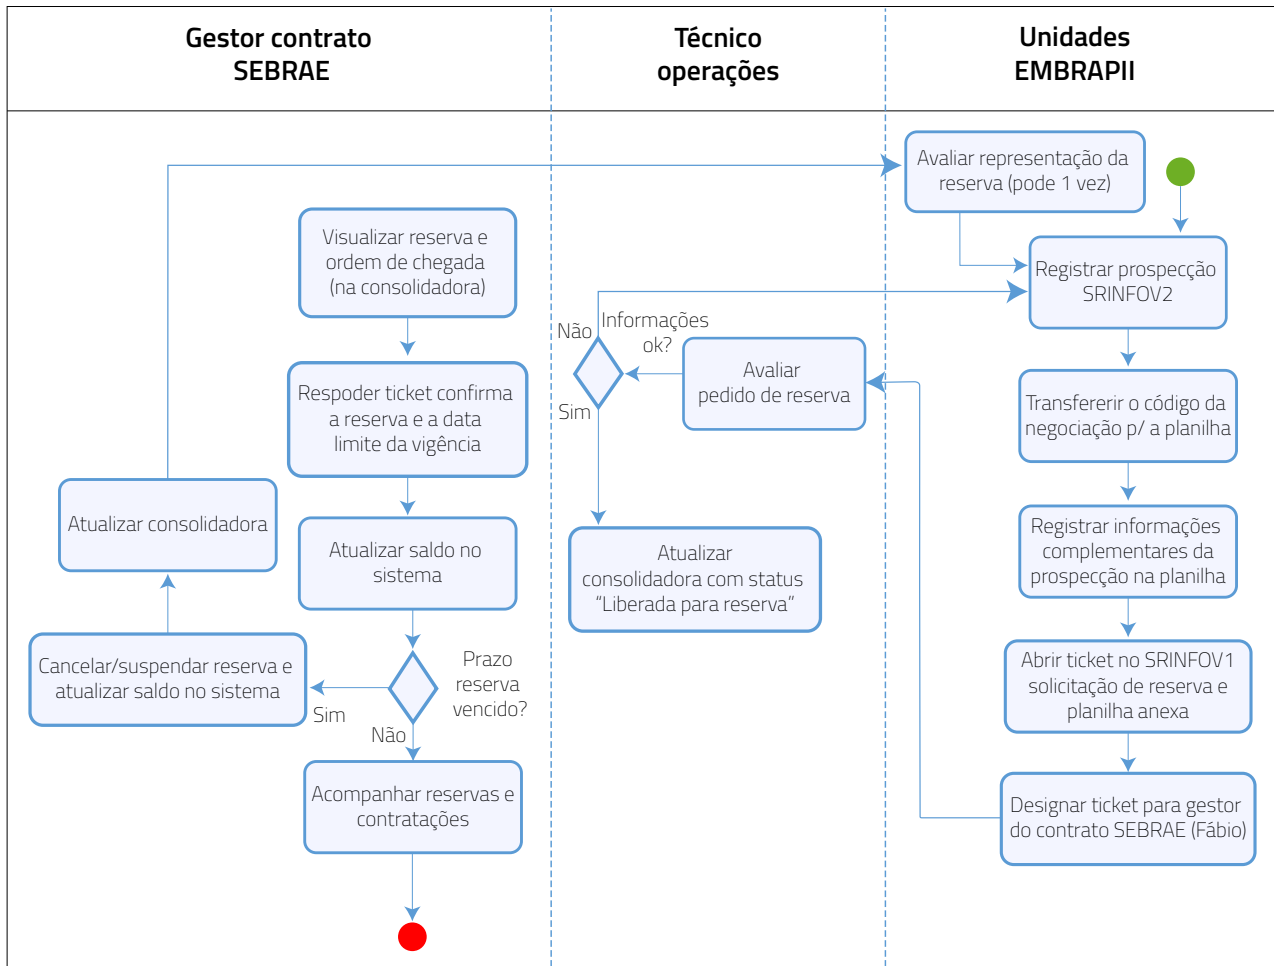 Gestor contrato
SEBRAE
Técnico
operações
Unidades
EMBRAPII
Avaliar representação da
reserva (pode 1 vez)
Visualizar reserva e
ordem de chegada
(na consolidadora)
Registrar prospecção
SRINFOV2
Não
Informações
ok?
Avaliar
pedido de reserva
Sim
Respoder ticket confirma
a reserva e a data
limite da vigência
Transfererir o código da
negociação p/ a planilha
Atualizar consolidadora
Atualizar saldo no
sistema
Atualizar
consolidadora com status
“Liberada para reserva”
Registrar informações
complementares da
prospecção na planilha
Cancelar/suspendar reserva e
atualizar saldo no sistema
Sim
Prazo
reserva
vencido?
Não
Abrir ticket no SRINFOV1
solicitação de reserva e
planilha anexa
Acompanhar reservas e
contratações
Designar ticket para gestor
do contrato SEBRAE (Fábio)